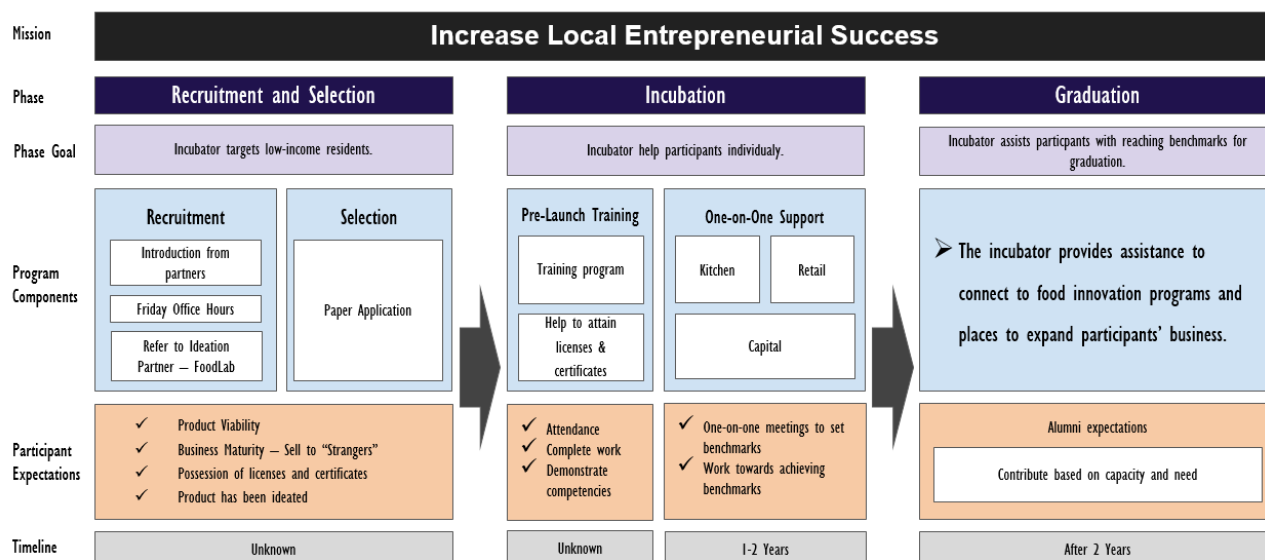 Mission
Increase Local Entrepreneurial Success
Phase
Recruitment and Selection
Incubation
Graduation
Phase Goal
Incubator targets low-income residents.
Incubator help participants individualy.
Incubator assists particpants with reaching benchmarks for
graduation.
Program
Components
Recruitment
Introduction from
partners
Friday Office Hours
Refer to Ideation
Partner – FoodLab
Selection
Paper Application
Pre-Launch Training
Training program
Help to attain
licenses &
certificates
One-on-One Support
Kitchen
Retail
Capital
➢ The incubator provides assistance to
connect to food innovation programs and
places to expand participants' business.
Participant
Expectations
✓ Product Viability
✓ Business Maturity – Sell to “Strangers”
✓ Possession of licenses and certificates
✓ Product has been ideated
✓ Attendance
✓ Complete work
✓ Demonstrate
competencies
✓ One-on-one meetings to set
benchmarks
✓ Work towards achieving
benchmarks
Alumni expectations
Contribute based on capacity and need
Timeline
Unknown
Unknown
1-2 Years
After 2 Years